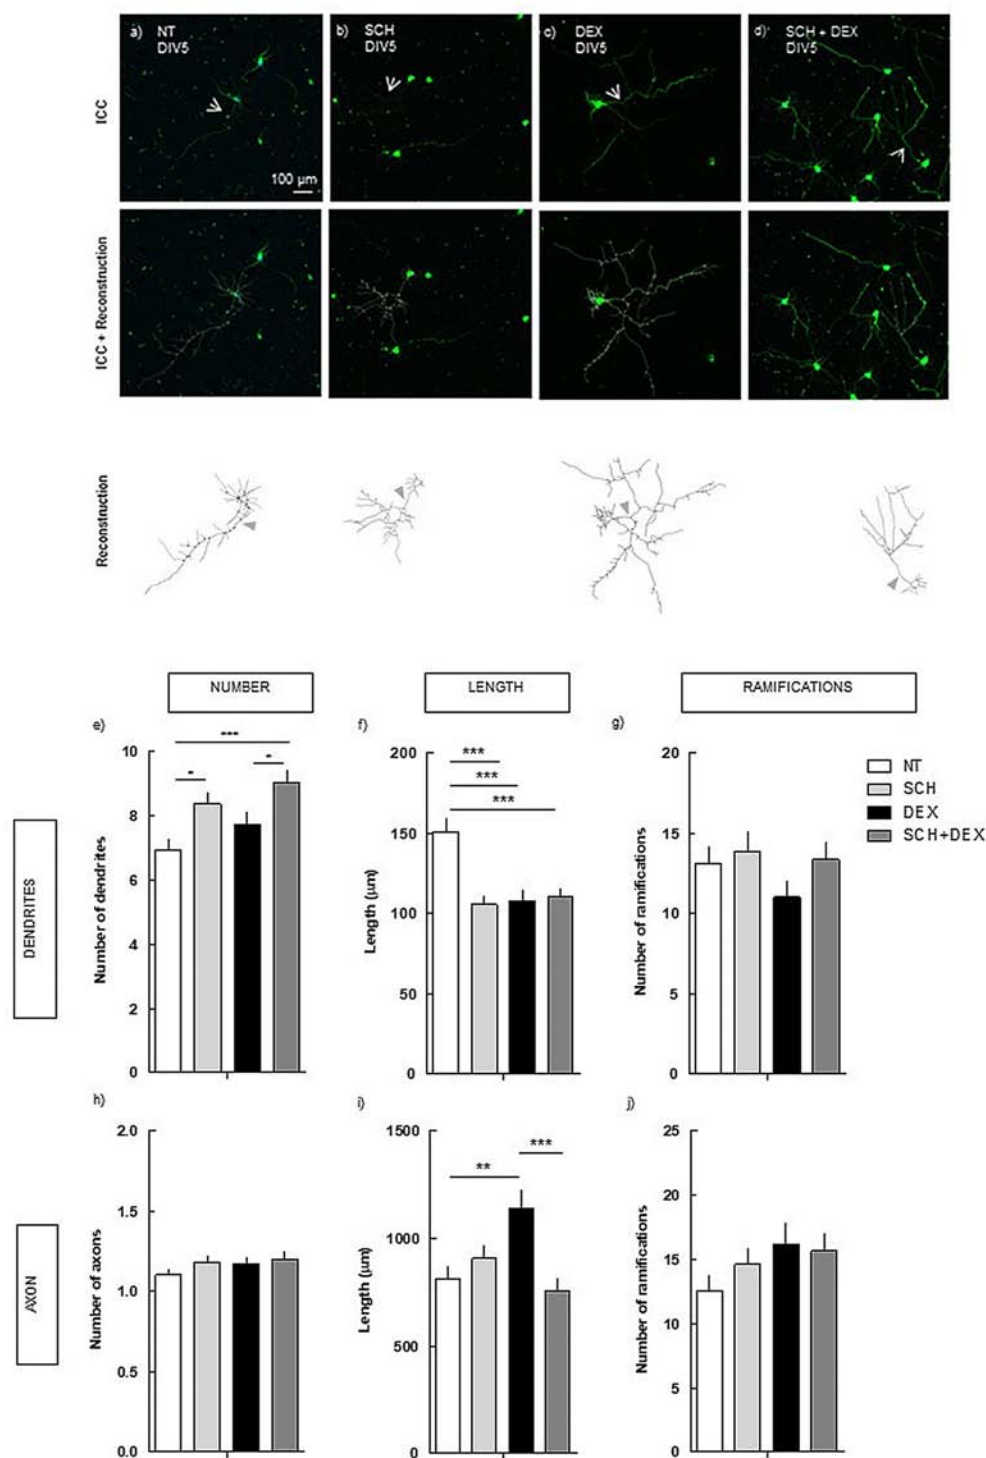 a) NT
DIV5
b) SCH
DIV5
c) DEX
DIV5
d) SCH + DEX
DIV5
ICC
100 µm
ICC + Reconstruction
Reconstruction
NUMBER
LENGTH
RAMIFICATIONS
DENDRITES
e)
Number of dendrites
10
8
6
4
2
0
***
*
*
f)
Length (µm)
200
150
100
50
0
***
***
***
g)
Number of ramifications
20
15
10
5
0
NT
SCH
DEX
SCH+DEX
AXON
h)
Number of axons
2.0
1.5
1.0
0.5
0.0
i)
Length (µm)
1500
1000
500
0
**
***
j)
Number of ramifications
25
20
15
10
5
0